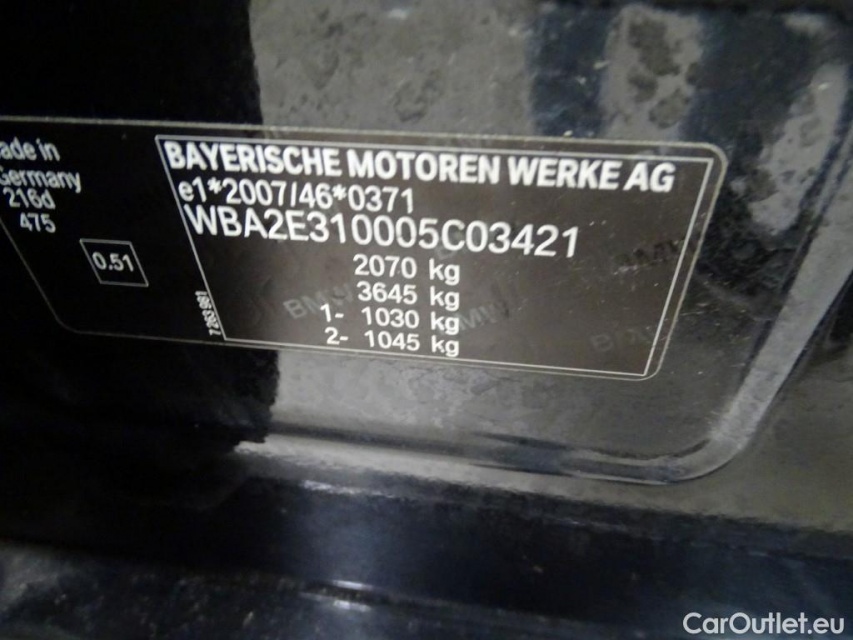 ade in
Germany
216d
475
0.51
BAYERISCHE MOTOREN WERKE AG
e1*2007/46*0371
WBA2E310005C03421
2070 kg
3645 kg
1- 1030 kg
2- 1045 kg
BMW
CarOutlet.eu